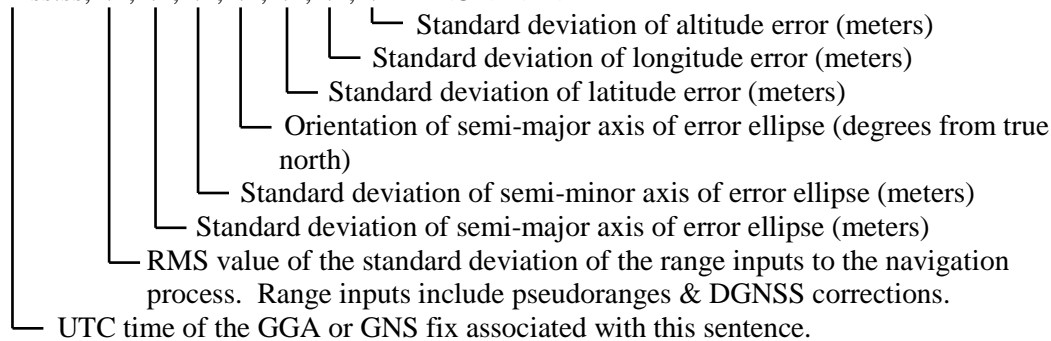 Standard deviation of altitude error (meters)
Standard deviation of longitude error (meters)
Standard deviation of latitude error (meters)
Orientation of semi-major axis of error ellipse (degrees from true
north)
Standard deviation of semi-minor axis of error ellipse (meters)
Standard deviation of semi-major axis of error ellipse (meters)
RMS value of the standard deviation of the range inputs to the navigation
process. Range inputs include pseudoranges & DGNSS corrections.
UTC time of the GGA or GNS fix associated with this sentence.